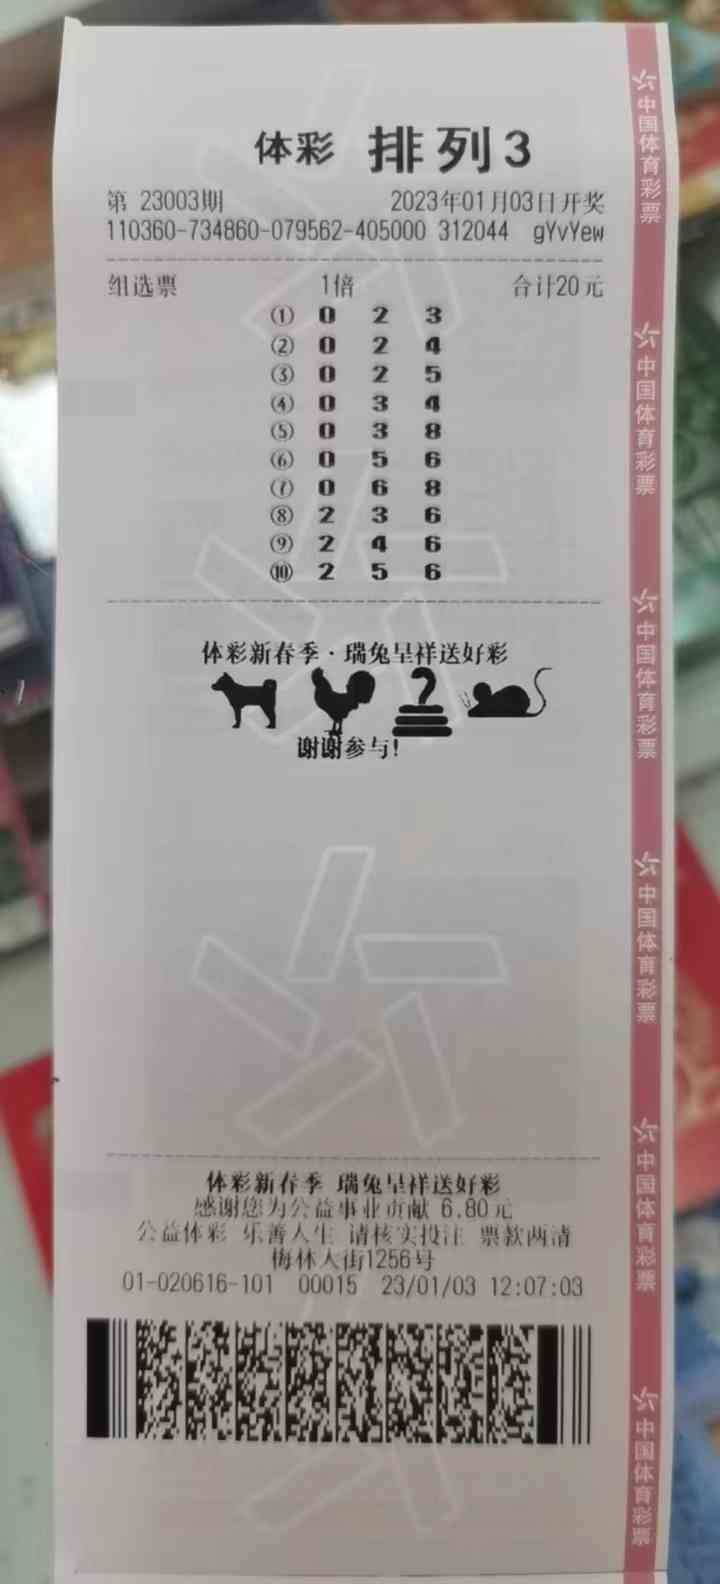 体彩 排列3
第 23003期 2023年01月03日开奖
110360-734860-079562-405000 312044 gYvYew
组选票 1倍 合计20元
① 0 2 3
② 0 2 4
③ 0 2 5
④ 0 3 4
⑤ 0 3 8
⑥ 0 5 6
⑦ 0 6 8
⑧ 2 3 6
⑨ 2 4 6
⑩ 2 5 6
体彩新春季·瑞兔呈祥送好彩
谢谢参与!
体彩新春季 瑞兔呈祥送好彩
感谢您为公益事业贡献 6.80元
公益体彩 乐善人生 请核实投注 票款两清
梅林大街1256号
01-020616-101 00015 23/01/03 12:07:03
中国体育彩票
中国体育彩票
中国体育彩票
中国体育彩票
中国体育彩票
中国体育彩票